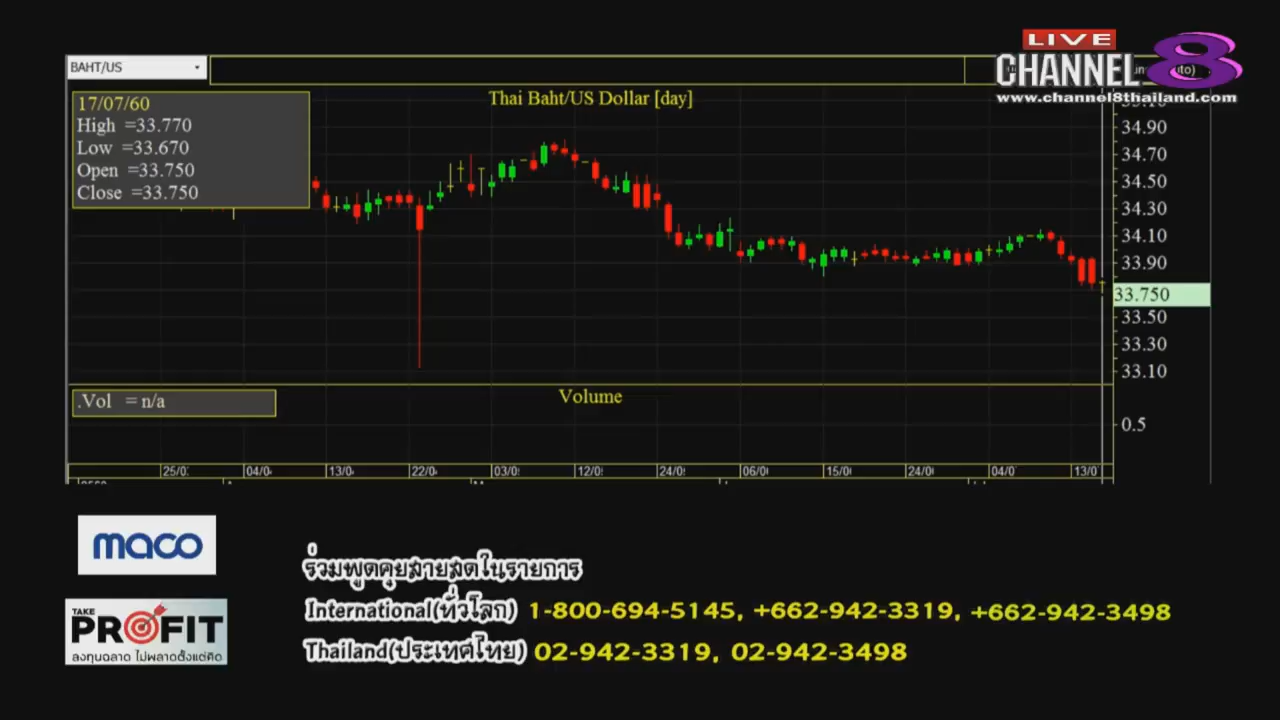 LIVE
CHANNEL 8
www.channel8thailand.com
BAHT/US
Thai Baht/US Dollar [day]
17/07/60
High =33.770
Low =33.670
Open =33.750
Close =33.750
34.90
34.70
34.50
34.30
34.10
33.90
33.750
33.50
33.30
33.10
.Vol = n/a
Volume
0.5
25/0 04/0 13/0 22/0 03/0 12/0 24/0 06/0 15/0 24/0 04/0 13/0
maco
ร่วมพูดคุยสายสดในรายการ
International(ทั่วโลก) 1-800-694-5145, +662-942-3319, +662-942-3498
TAKE
PROFIT
ลงทุนฉลาด ไม่พลาดตั้งแต่คิด
Thailand(ประเทศไทย) 02-942-3319, 02-942-3498